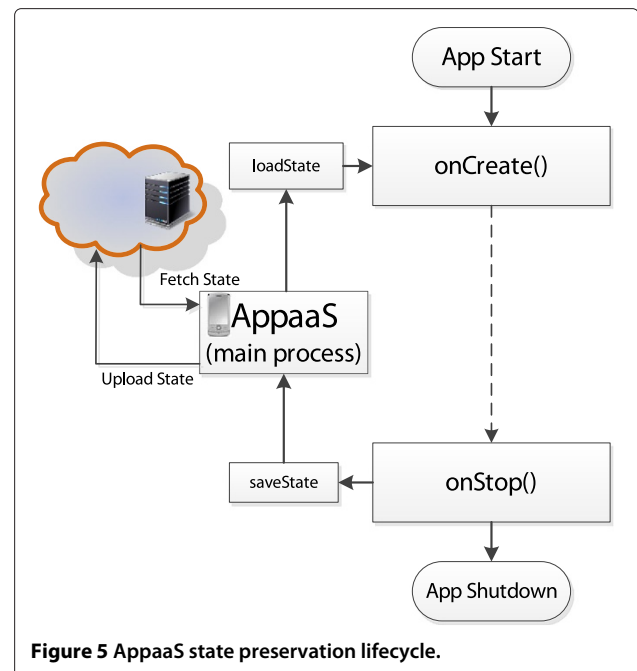 App Start
loadState
onCreate()
Fetch State
AppaaS
(main process)
Upload State
saveState
onStop()
App Shutdown
Figure 5 AppaaS state preservation lifecycle.